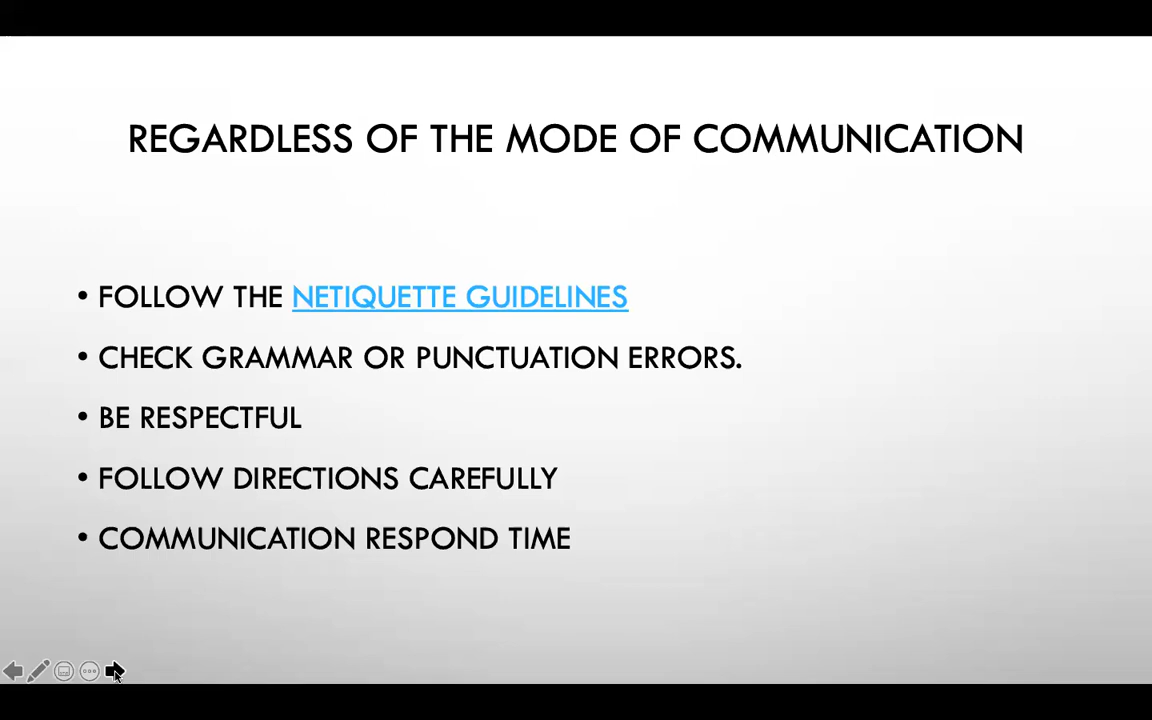 REGARDLESS OF THE MODE OF COMMUNICATION
• FOLLOW THE NETIQUETTE GUIDELINES
• CHECK GRAMMAR OR PUNCTUATION ERRORS.
• BE RESPECTFUL
• FOLLOW DIRECTIONS CAREFULLY
• COMMUNICATION RESPOND TIME